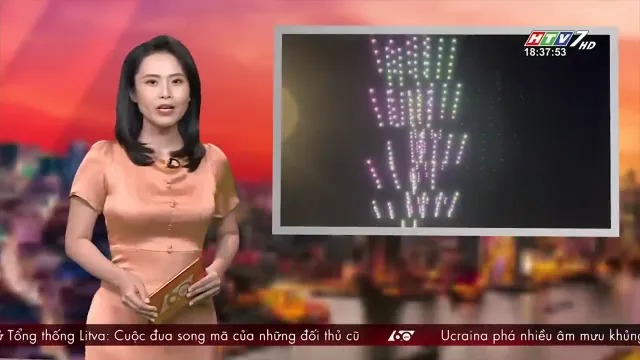 HTV7 HD
18:37:53
Tổng thống Litva: Cuộc đua song mã của những đối thủ cũ
60
Ucraina phá nhiều âm mưu khủng